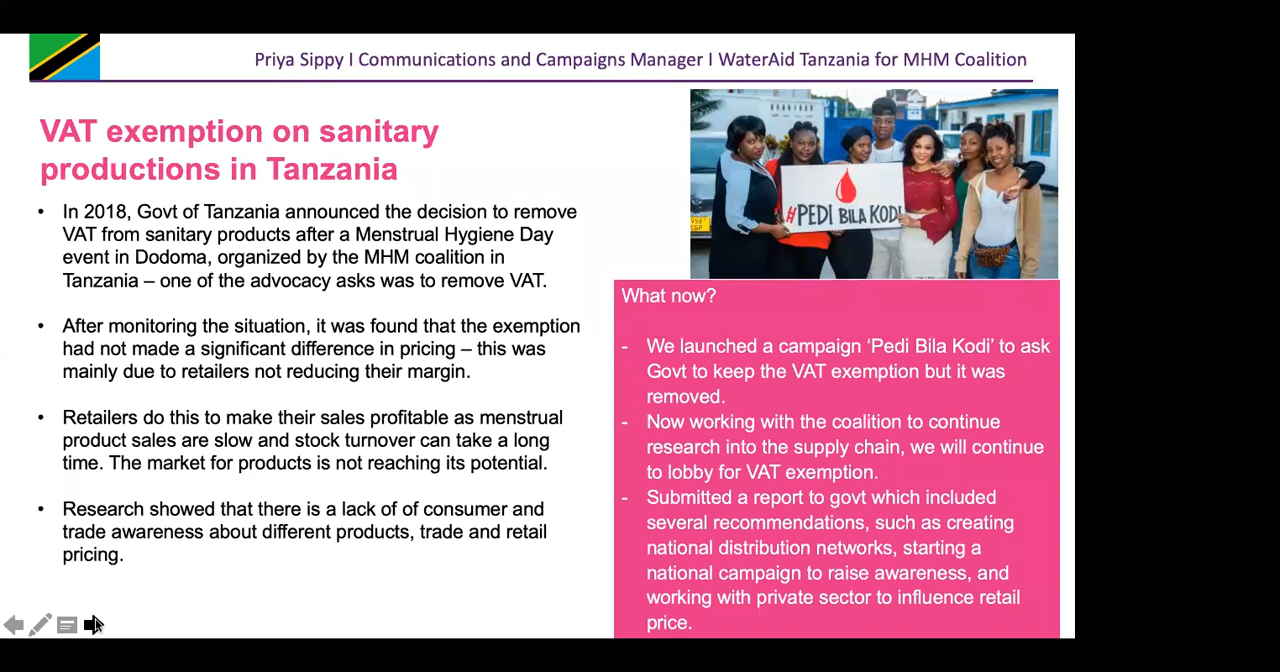 Priya Sippy I Communications and Campaigns Manager I WaterAid Tanzania for MHM Coalition
VAT exemption on sanitary
productions in Tanzania
• In 2018, Govt of Tanzania announced the decision to remove
VAT from sanitary products after a Menstrual Hygiene Day
event in Dodoma, organized by the MHM coalition in
Tanzania – one of the advocacy asks was to remove VAT.
• After monitoring the situation, it was found that the exemption
had not made a significant difference in pricing – this was
mainly due to retailers not reducing their margin.
• Retailers do this to make their sales profitable as menstrual
product sales are slow and stock turnover can take a long
time. The market for products is not reaching its potential.
• Research showed that there is a lack of of consumer and
trade awareness about different products, trade and retail
pricing.
#PEDI BILA KODI
What now?
- We launched a campaign ‘Pedi Bila Kodi’ to ask
Govt to keep the VAT exemption but it was
removed.
- Now working with the coalition to continue
research into the supply chain, we will continue
to lobby for VAT exemption.
- Submitted a report to govt which included
several recommendations, such as creating
national distribution networks, starting a
national campaign to raise awareness, and
working with private sector to influence retail
price.